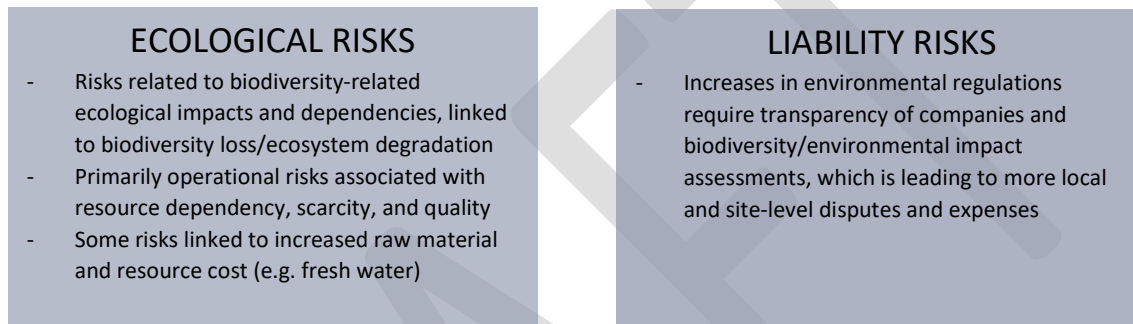 ECOLOGICAL RISKS
- Risks related to biodiversity-related
ecological impacts and dependencies, linked
to biodiversity loss/ecosystem degradation
- Primarily operational risks associated with
resource dependency, scarcity, and quality
- Some risks linked to increased raw material
and resource cost (e.g. fresh water)
LIABILITY RISKS
- Increases in environmental regulations
require transparency of companies and
biodiversity/environmental impact
assessments, which is leading to more local
and site-level disputes and expenses